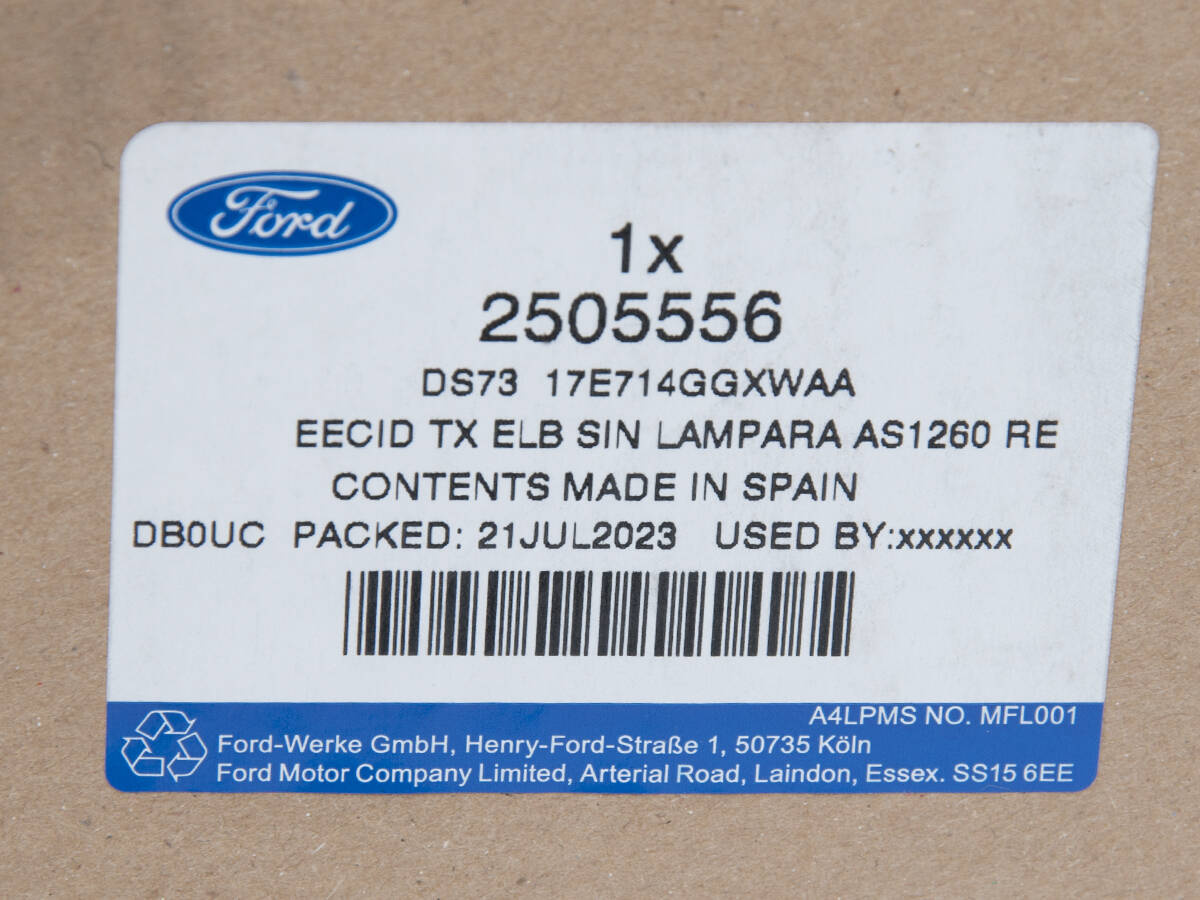 Ford
1x
2505556
DS73 17E714GGXWAA
EECID TX ELB SIN LAMPARA AS1260 RE
CONTENTS MADE IN SPAIN
DB0UC PACKED: 21JUL2023 USED BY:xxxxxx
A4LPMS NO. MFL001
Ford-Werke GmbH, Henry-Ford-Straße 1, 50735 Köln
Ford Motor Company Limited, Arterial Road, Laindon, Essex. SS15 6EE